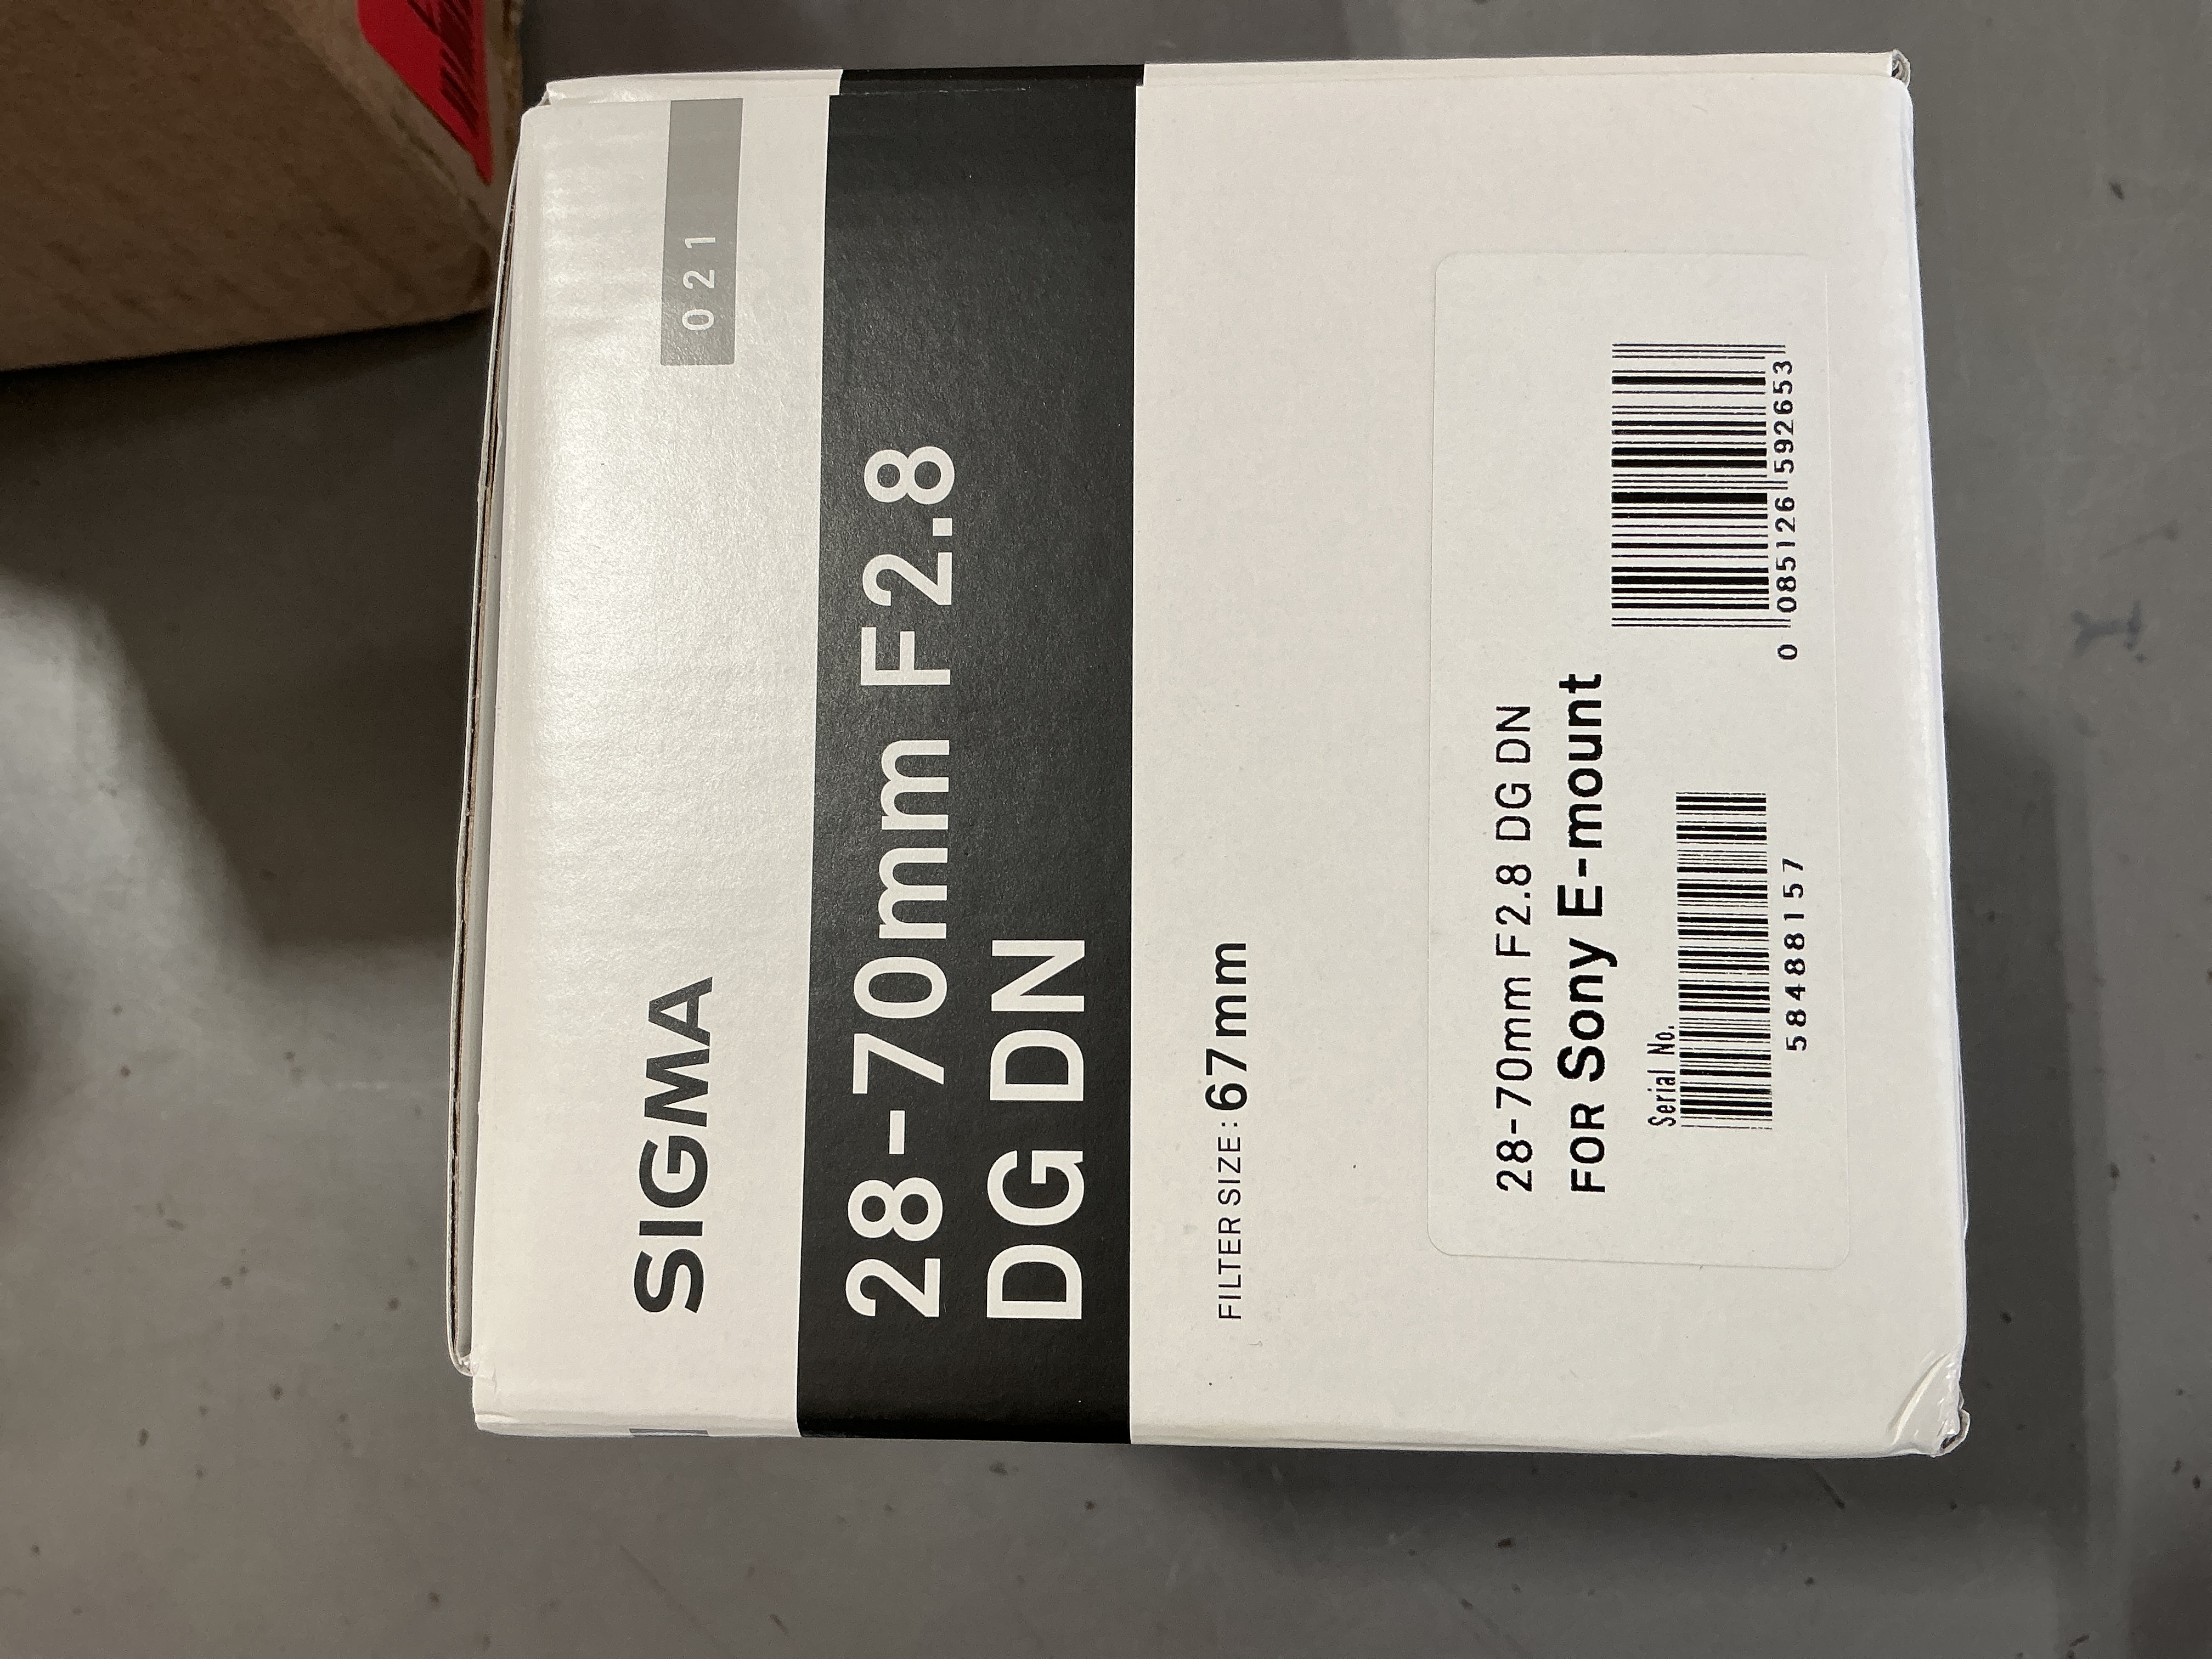 SIGMA
021
28-70mm F2.8
DG DN
FILTER SIZE: 67mm
28-70mm F2.8 DG DN
FOR Sony E-mount
Serial No.
58488157
0 085126 592653